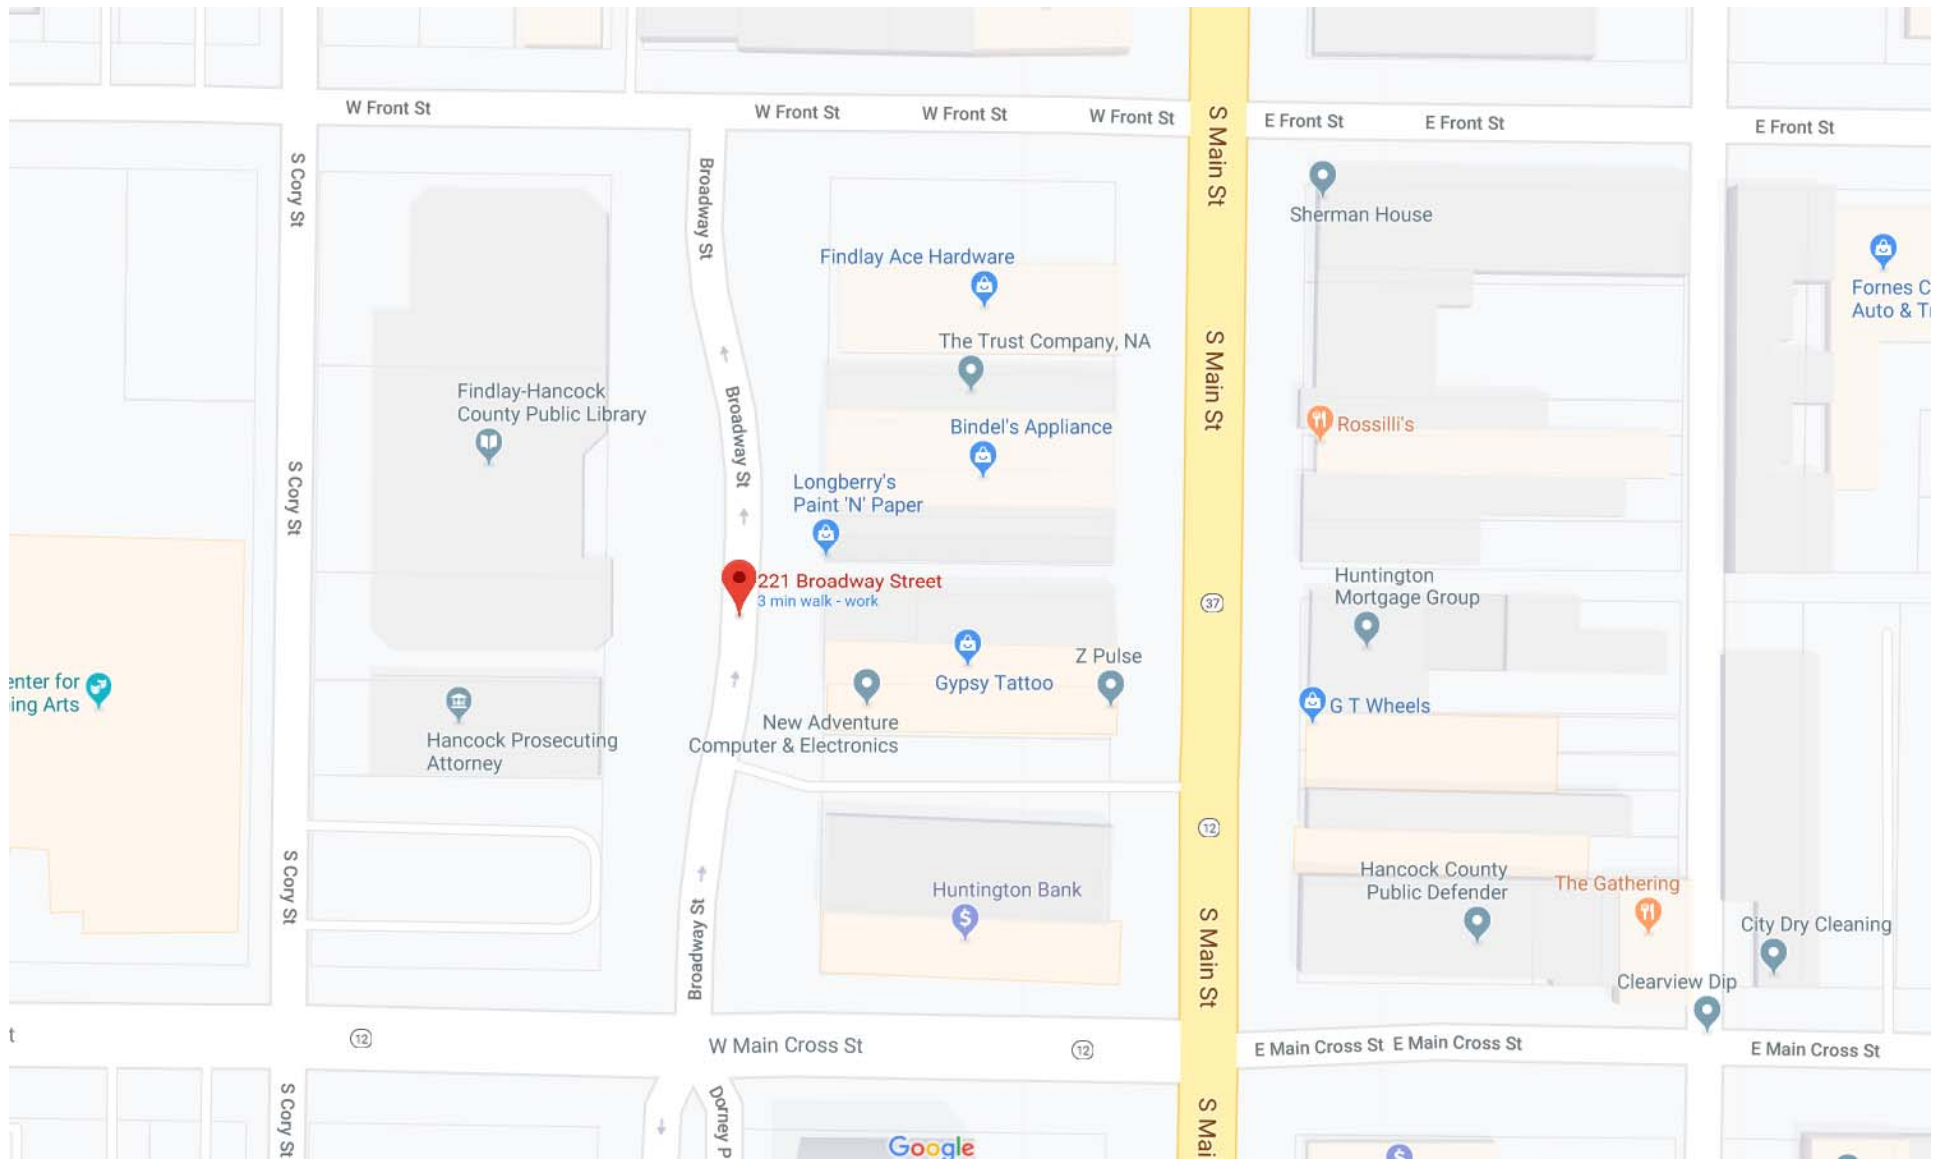 W Front St
W Front St
W Front St
W Front St
E Front St
E Front St
E Front St
S Main St
S Cory St
Broadway St
Sherman House
Findlay Ace Hardware
Fornes C
Auto & T
The Trust Company, NA
S Main St
Broadway St
Findlay-Hancock
County Public Library
Bindel's Appliance
Rossilli's
S Cory St
Longberry's
Paint 'N' Paper
221 Broadway Street
3 min walk - work
37
Huntington
Mortgage Group
Z Pulse
Gypsy Tattoo
enter for
ing Arts
G T Wheels
New Adventure
Computer & Electronics
Hancock Prosecuting
Attorney
12
S Cory St
Huntington Bank
Hancock County
Public Defender
The Gathering
City Dry Cleaning
Broadway St
S Main St
Clearview Dip
t
12
W Main Cross St
12
E Main Cross St
E Main Cross St
E Main Cross St
S Cory St
Dorney P
S Mai
Google